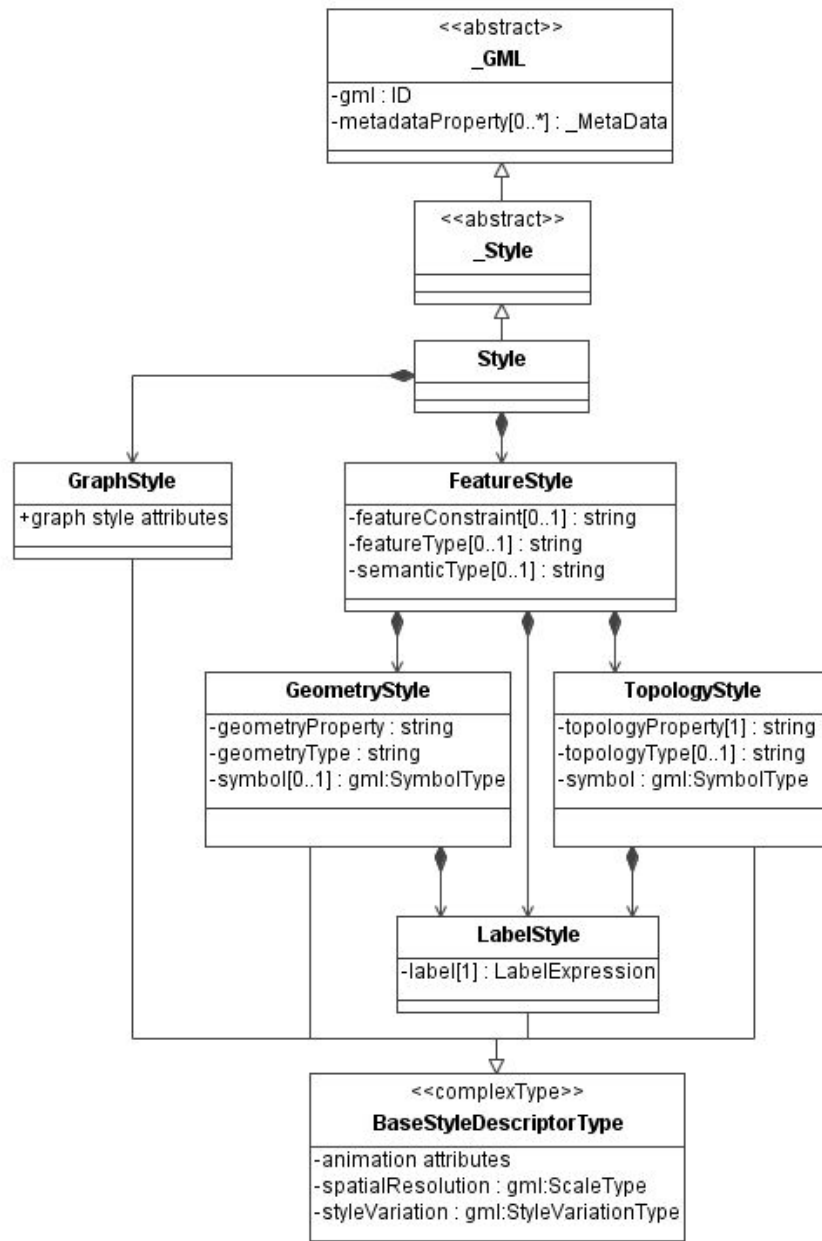 <<abstract>>
_GML
-gml : ID
-metadataProperty[0..*] : _MetaData
<<abstract>>
_Style
Style
GraphStyle
+graph style attributes
FeatureStyle
-featureConstraint[0..1] : string
-featureType[0..1] : string
-semanticType[0..1] : string
GeometryStyle
-geometryProperty : string
-geometryType : string
-symbol[0..1] : gml:SymbolType
TopologyStyle
-topologyProperty[1] : string
-topologyType[0..1] : string
-symbol : gml:SymbolType
LabelStyle
-label[1] : LabelExpression
<<complexType>>
BaseStyleDescriptorType
-animation attributes
-spatialResolution : gml:ScaleType
-styleVariation : gml:StyleVariationType